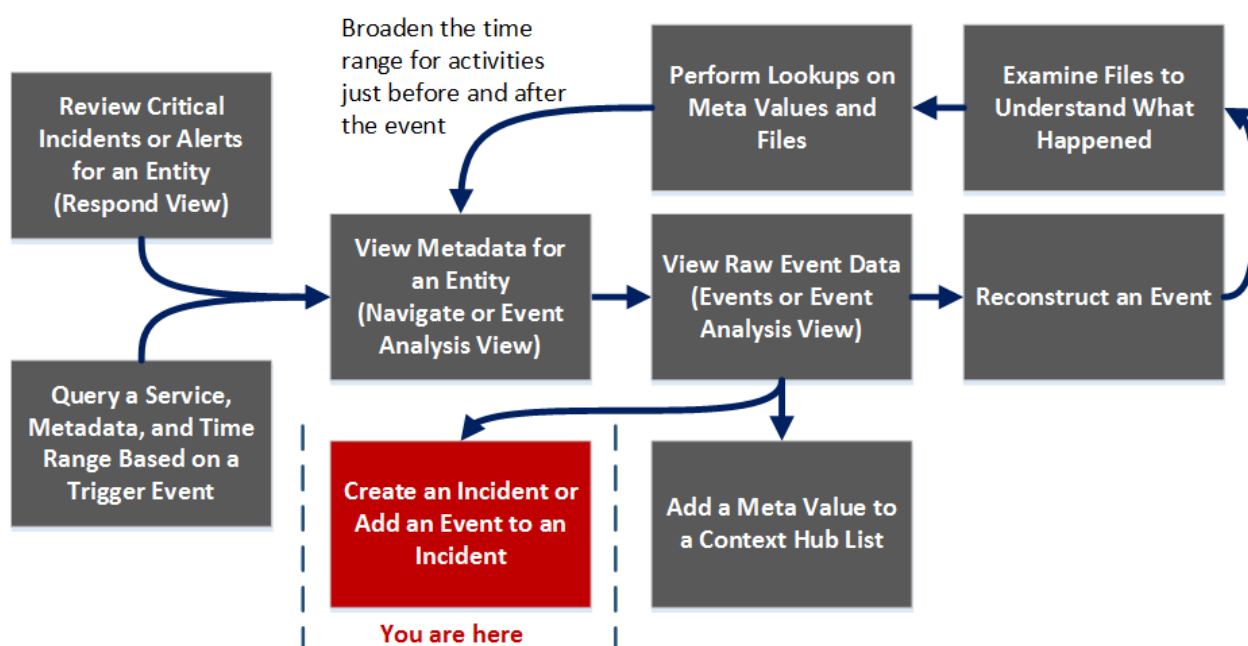 Broaden the time
range for activities
just before and after
the event
Review Critical
Incidents or Alerts
for an Entity
(Respond View)
Perform Lookups on
Meta Values and
Files
Examine Files to
Understand What
Happened
View Metadata for
an Entity
(Navigate or Event
Analysis View)
View Raw Event Data
(Events or Event
Analysis View)
Reconstruct an Event
Query a Service,
Metadata, and Time
Range Based on a
Trigger Event
Create an Incident or
Add an Event to an
Incident
Add a Meta Value to
a Context Hub List
You are here